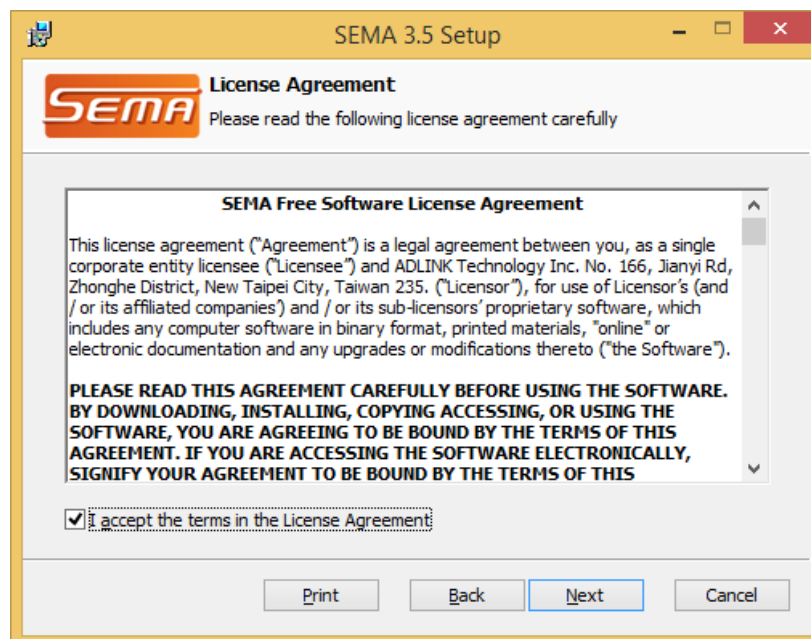 SEMA 3.5 Setup
SEMA
License Agreement
Please read the following license agreement carefully
SEMA Free Software License Agreement
This license agreement ("Agreement") is a legal agreement between you, as a single
corporate entity licensee ("Licensee") and ADLINK Technology Inc. No. 166, Jianyi Rd,
Zhonghe District, New Taipei City, Taiwan 235. ("Licensor"), for use of Licensor's (and
/ or its affiliated companies') and / or its sub-licensors' proprietary software, which
includes any computer software in binary format, printed materials, "online" or
electronic documentation and any upgrades or modifications thereto ("the Software").
PLEASE READ THIS AGREEMENT CAREFULLY BEFORE USING THE SOFTWARE.
BY DOWNLOADING, INSTALLING, COPYING ACCESSING, OR USING THE
SOFTWARE, YOU ARE AGREEING TO BE BOUND BY THE TERMS OF THIS
AGREEMENT. IF YOU ARE ACCESSING THE SOFTWARE ELECTRONICALLY,
SIGNIFY YOUR AGREEMENT TO BE BOUND BY THE TERMS OF THIS
I accept the terms in the License Agreement
Print Back Next Cancel